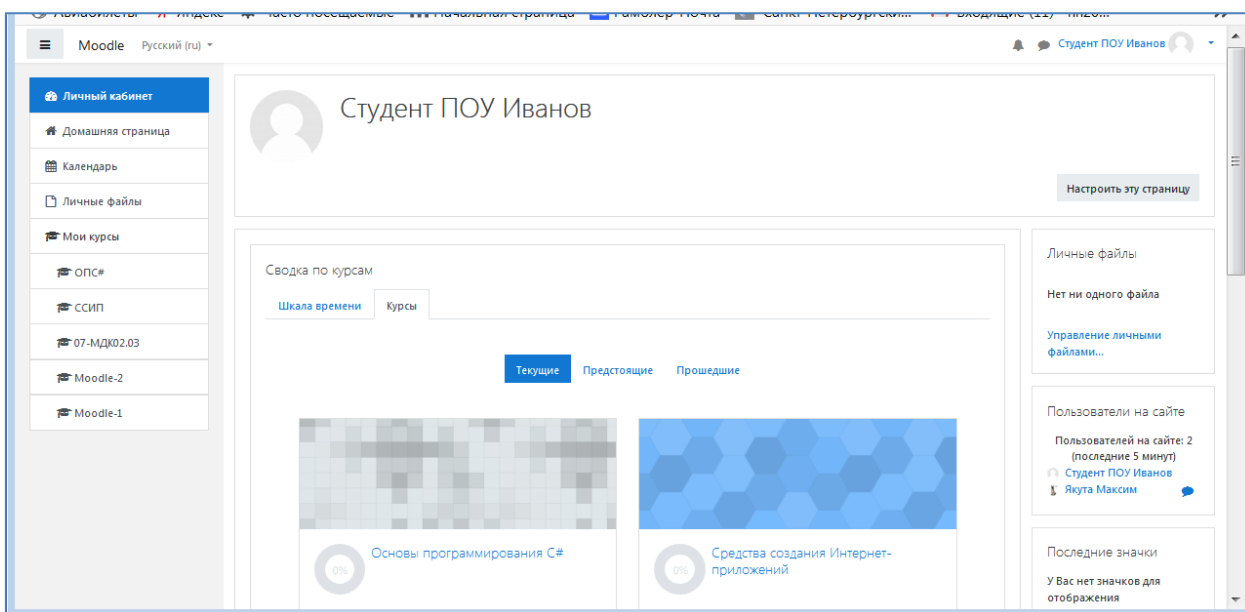 Moodle Русский (ru)
Студент ПОУ Иванов
Личный кабинет
Домашняя страница
Календарь
Личные файлы
Мои курсы
ОПС#
ССИП
07-МДК02.03
Moodle-2
Moodle-1
Студент ПОУ Иванов
Настроить эту страницу
Сводка по курсам
Шкала времени Курсы
Текущие Предстоящие Прошедшие
0% Основы программирования C#
0% Средства создания Интернет-
приложений
Личные файлы
Нет ни одного файла
Управление личными
файлами...
Пользователи на сайте
Пользователей на сайте: 2
(последние 5 минут)
Студент ПОУ Иванов
Якута Максим
Последние значки
У Вас нет значков для
отображения